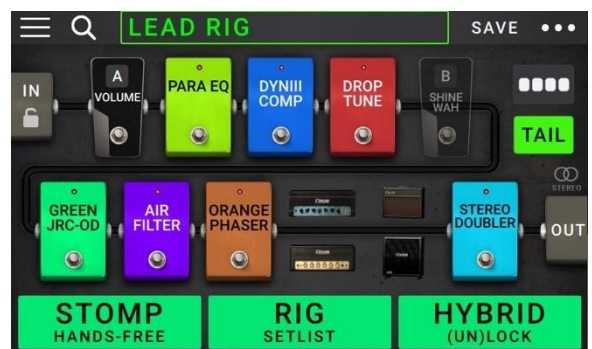 LEAD RIG
SAVE
IN
A
VOLUME
PARA EQ
DYNIII
COMP
DROP
TUNE
B
SHINE
WAH
TAIL
STEREO
GREEN
JRC-OD
AIR
FILTER
ORANGE
PHASER
STEREO
DOUBLER
OUT
STOMP
HANDS-FREE
RIG
SETLIST
HYBRID
(UN)LOCK